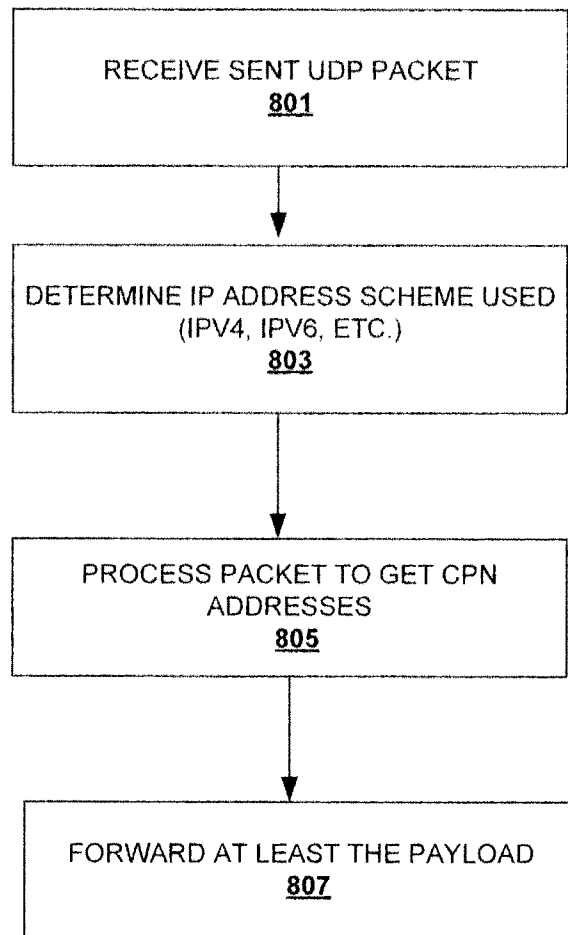 RECEIVE SENT UDP PACKET
801
DETERMINE IP ADDRESS SCHEME USED
(IPV4, IPV6, ETC.)
803
PROCESS PACKET TO GET CPN
ADDRESSES
805
FORWARD AT LEAST THE PAYLOAD
807